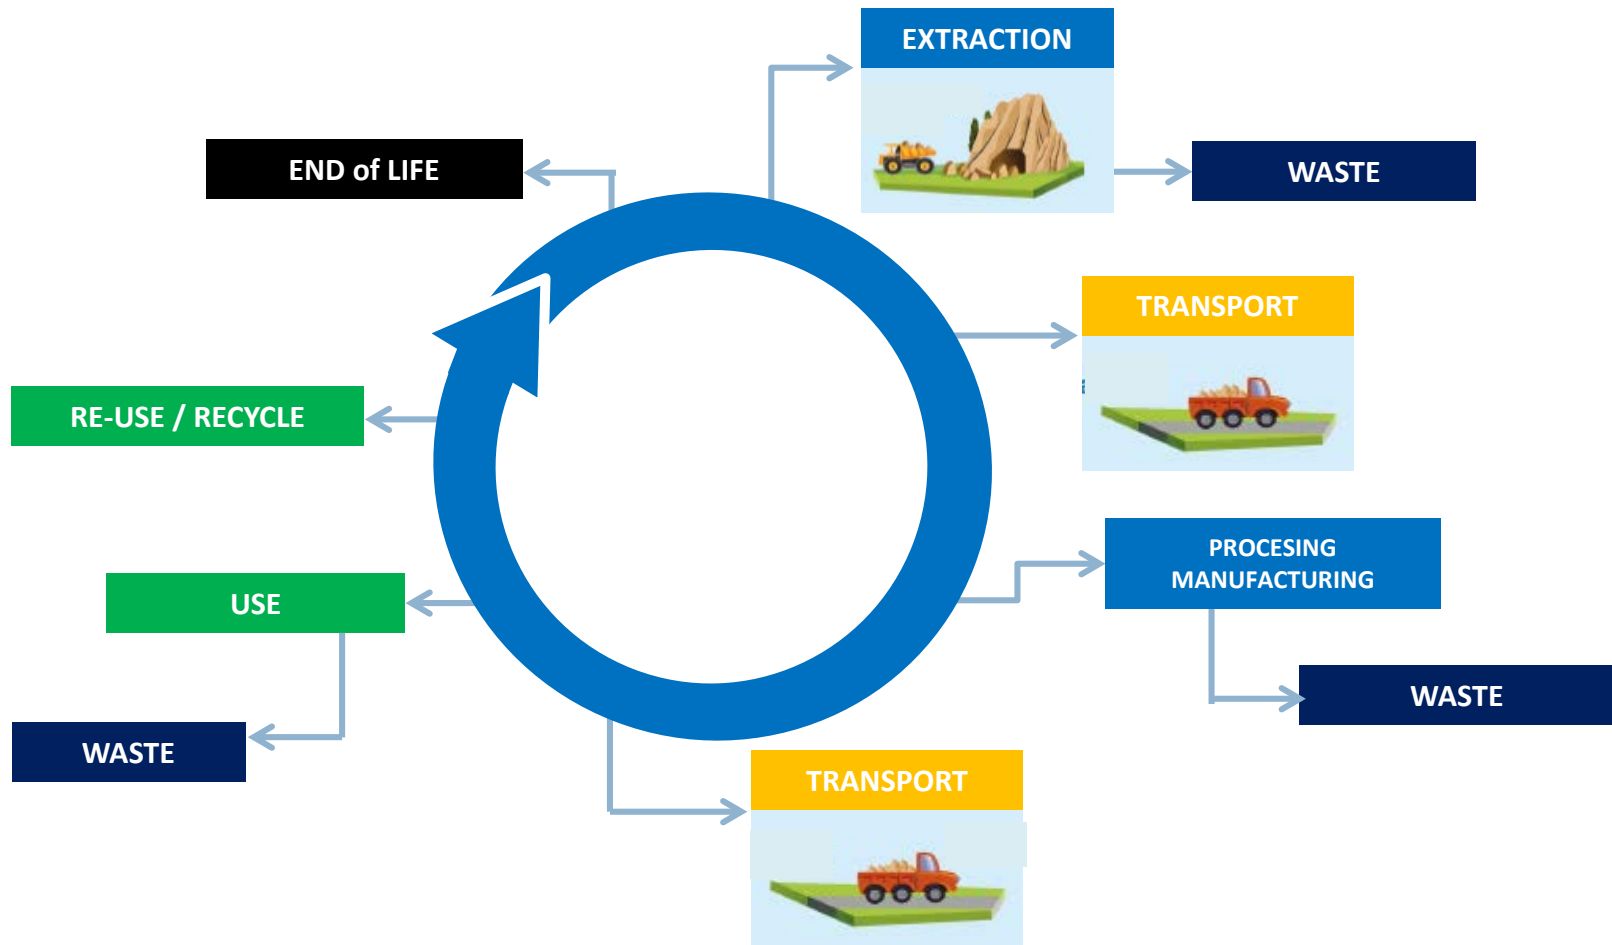 EXTRACTION
END of LIFE
WASTE
TRANSPORT
RE-USE / RECYCLE
PROCESING
MANUFACTURING
USE
WASTE
WASTE
TRANSPORT